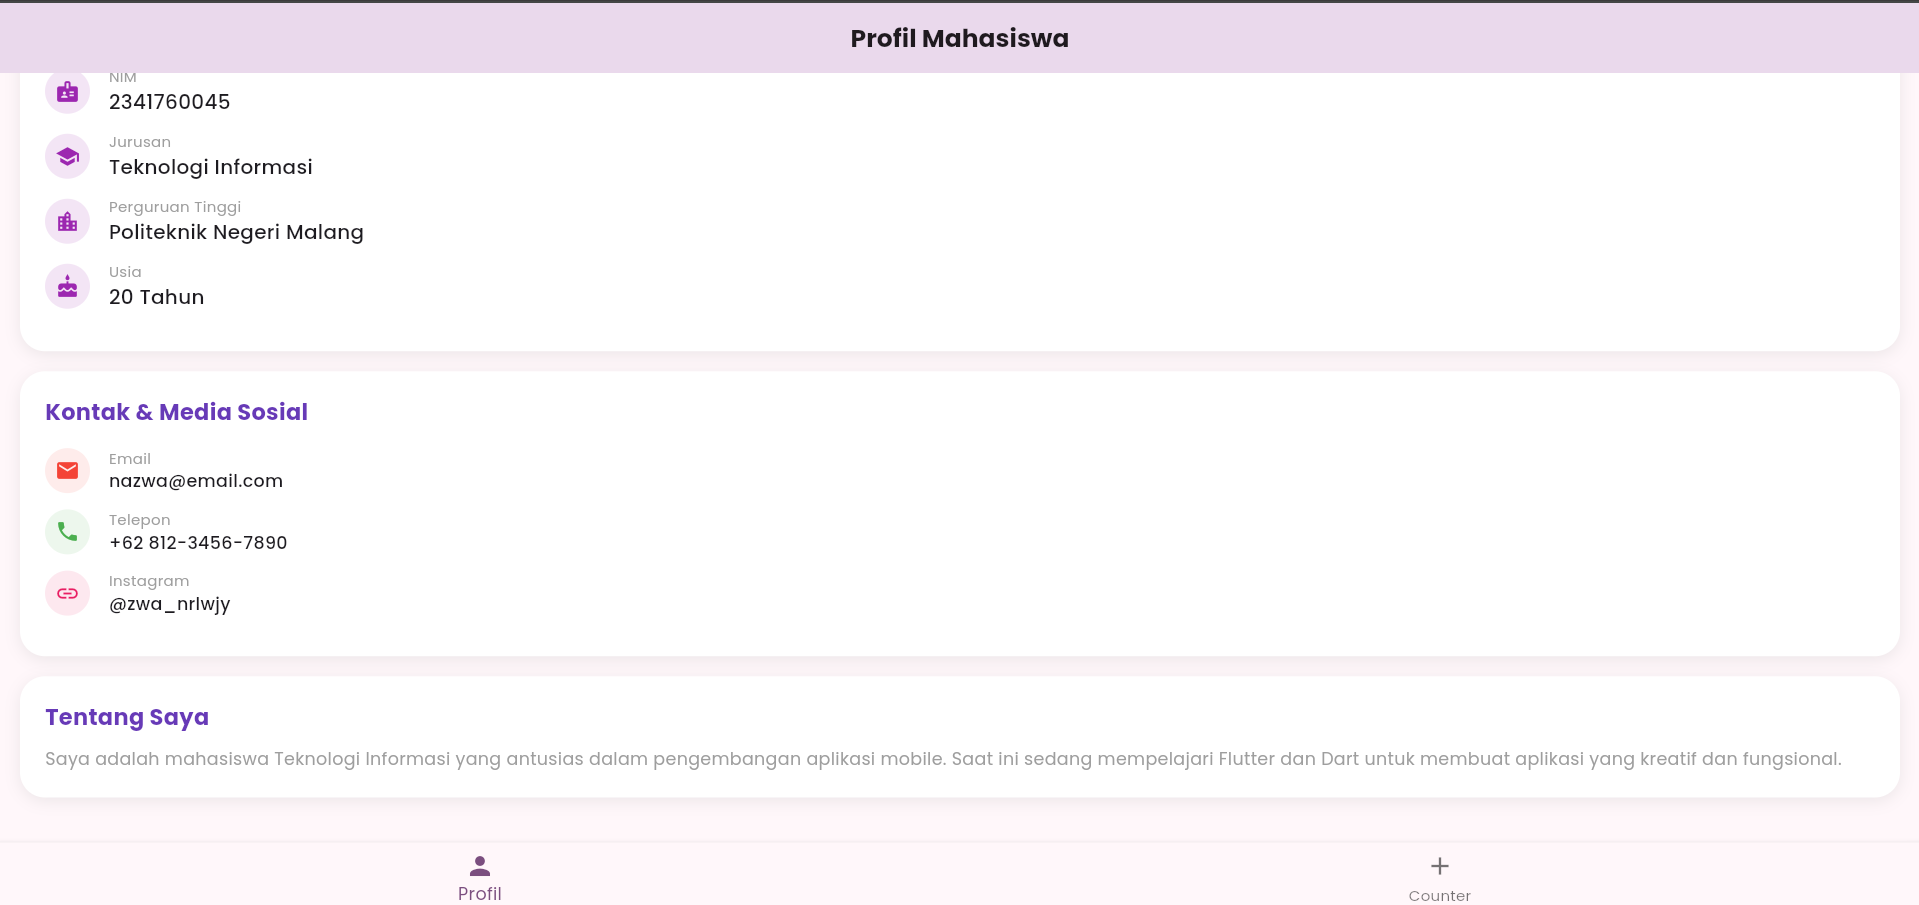 Profil Mahasiswa
NIM
2341760045
Jurusan
Teknologi Informasi
Perguruan Tinggi
Politeknik Negeri Malang
Usia
20 Tahun
Kontak & Media Sosial
Email
nazwa@email.com
Telepon
+62 812-3456-7890
Instagram
@zwa_nrlwjy
Tentang Saya
Saya adalah mahasiswa Teknologi Informasi yang antusias dalam pengembangan aplikasi mobile. Saat ini sedang mempelajari Flutter dan Dart untuk membuat aplikasi yang kreatif dan fungsional.
Profil
Counter